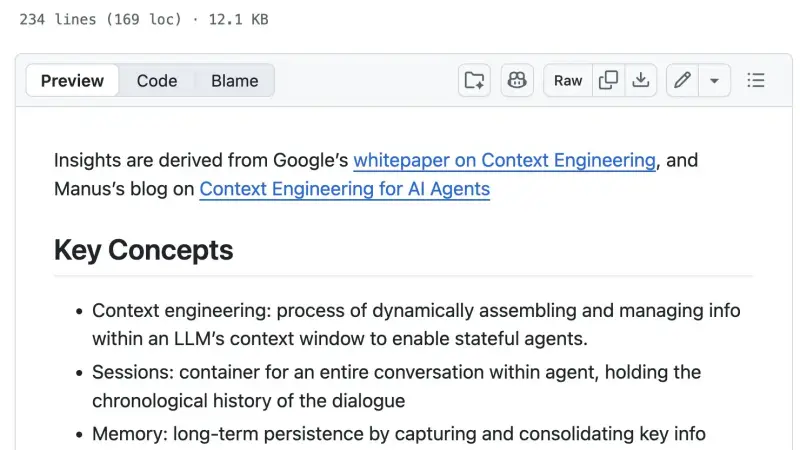 234 lines (169 loc) · 12.1 KB
Preview Code Blame Raw
Insights are derived from Google’s whitepaper on Context Engineering, and
Manus’s blog on Context Engineering for AI Agents
Key Concepts
• Context engineering: process of dynamically assembling and managing info
within an LLM’s context window to enable stateful agents.
• Sessions: container for an entire conversation within agent, holding the
chronological history of the dialogue
• Memory: long-term persistence by capturing and consolidating key info